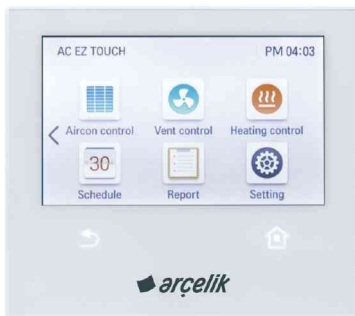 AC EZ TOUCH PM 04:03
Aircon control Vent control Heating control
30
Schedule Report Setting
arçelik